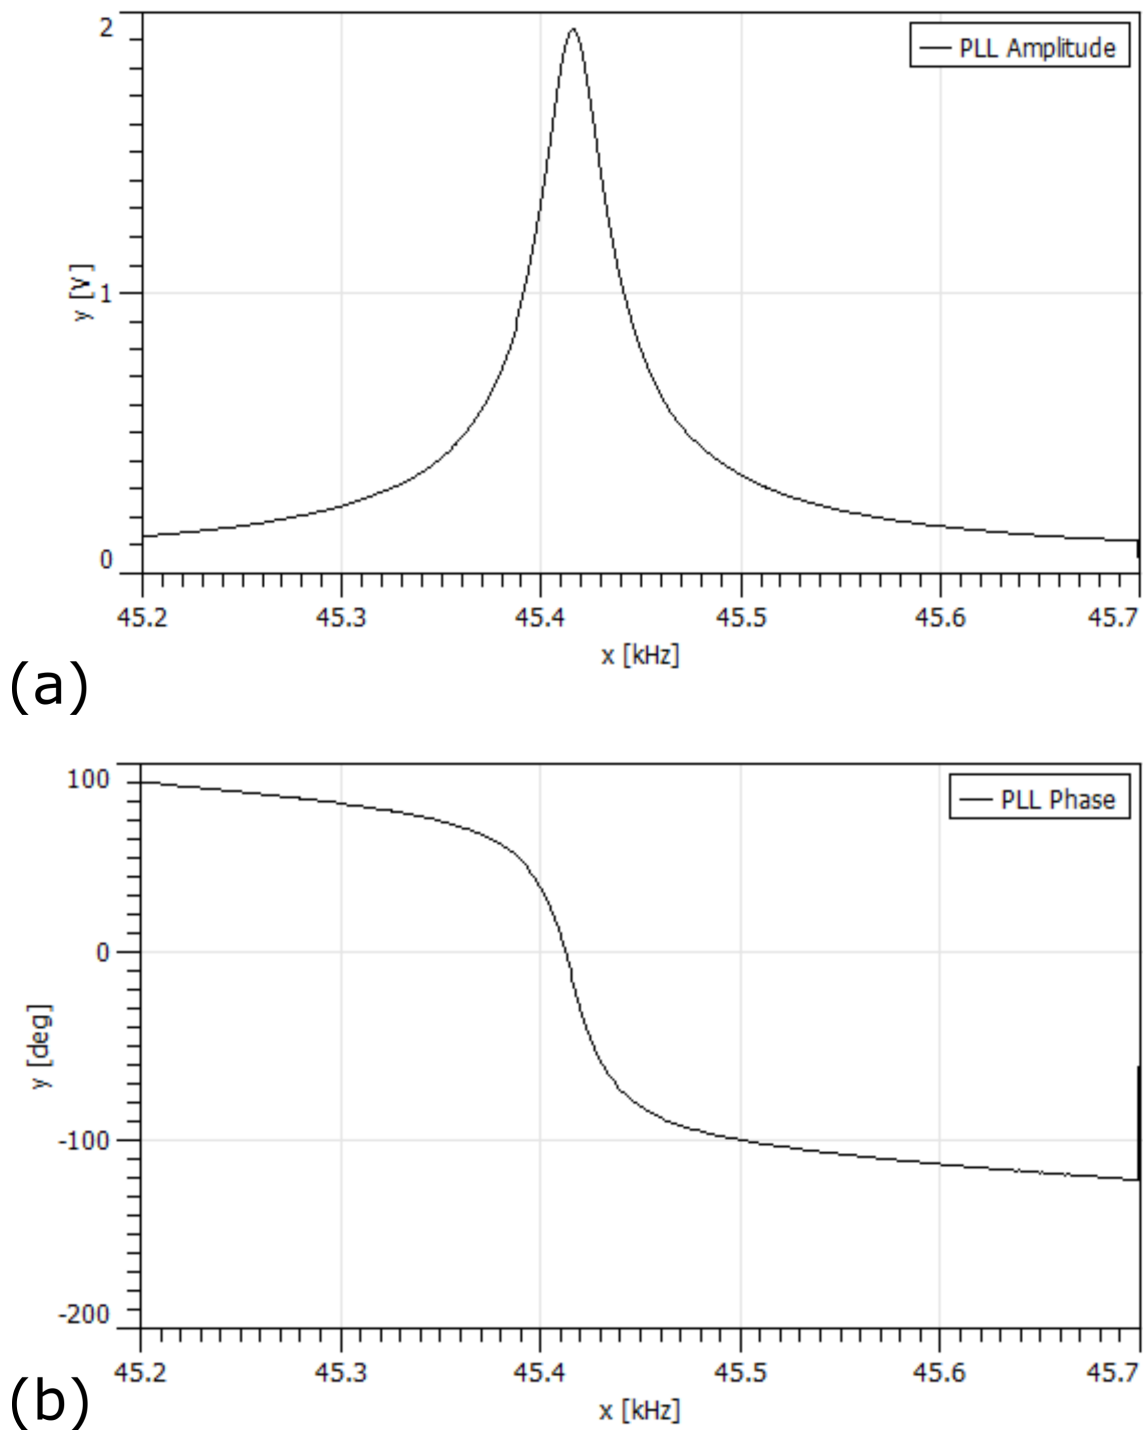 2
PLL Amplitude
y [V]
1
0
45.2 45.3 45.4 45.5 45.6 45.7
x [kHz]
(a)
100
PLL Phase
0
y [deg]
-100
-200
45.2 45.3 45.4 45.5 45.6 45.7
x [kHz]
(b)